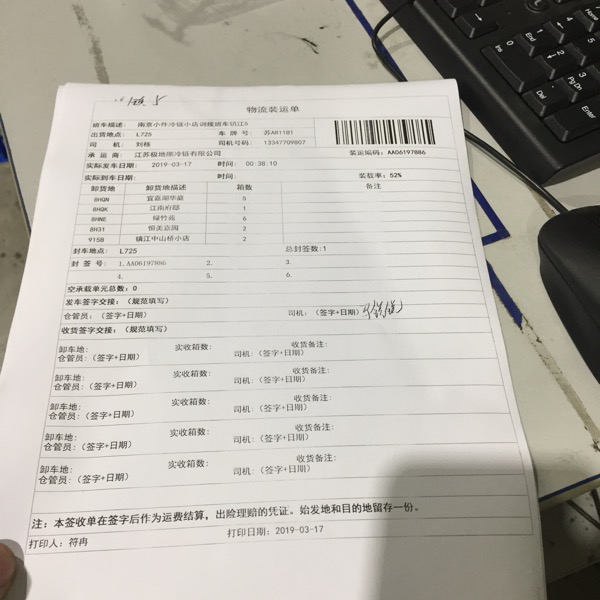 物流装运单
班车描述: 南京小件冷链小店调拨班车镇江5
出货地点: L725 车 牌 号: 苏AR11B1
司 机: 刘栋 司机号码: 13347709807
承 运 商: 江苏极地熊冷链有限公司 装运编码: AA06197886
实际发车日期: 2019-03-17 时间: 00:38:10
实际到车日期: 时间: 装载率: 52%
卸货地 卸货地描述 箱数 备注
8HQN 宜嘉湖华庭 5
8HQK 江南府邸 1
8HNE 绿竹苑 6
8H31 恒美嘉园 2
915B 镇江中山桥小店 2
封车地点: L725 总封签数:1
封 签 号: 1.AA06197886 2. 3.
4. 5. 6.
空承载单元总数: 0
发车签字交接: (规范填写)
仓管员: (签字+日期) 司机: (签字+日期)
收货签字交接: (规范填写)
卸车地: 实收箱数: 收货备注:
仓管员: (签字+日期) 司机: (签字+日期)
卸车地: 实收箱数: 收货备注:
仓管员: (签字+日期) 司机: (签字+日期)
卸车地: 实收箱数: 收货备注:
仓管员: (签字+日期) 司机: (签字+日期)
卸车地: 实收箱数: 收货备注:
仓管员: (签字+日期) 司机: (签字+日期)
卸车地: 实收箱数: 收货备注:
仓管员: (签字+日期) 司机: (签字+日期)
注: 本签收单在签字后作为运费结算, 出险理赔的凭证。始发地和目的地留存一份。
打印人: 符冉 打印日期: 2019-03-17